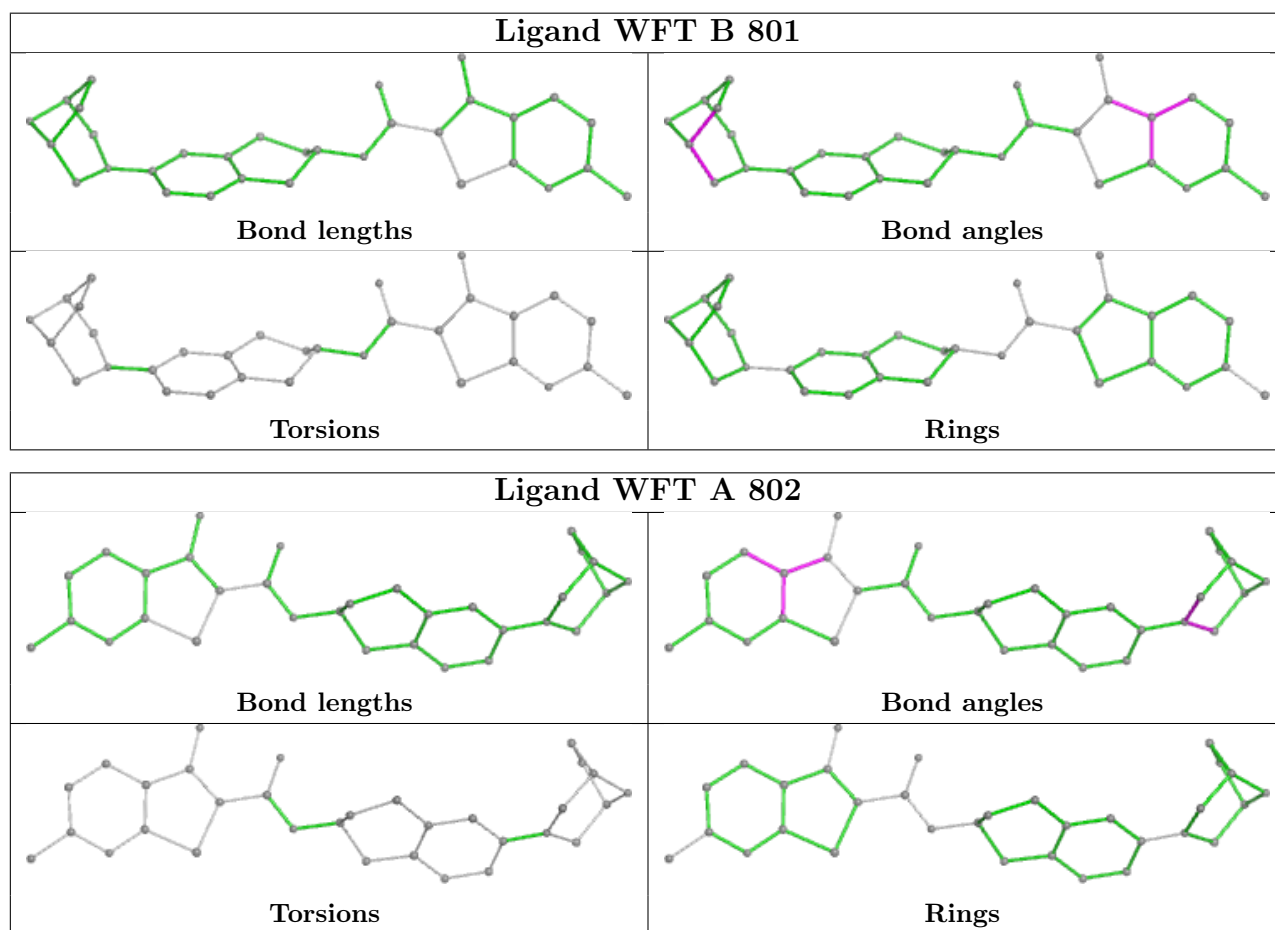 Ligand WFT B 801
Bond lengths
Bond angles
Torsions
Rings
Ligand WFT A 802
Bond lengths
Bond angles
Torsions
Rings